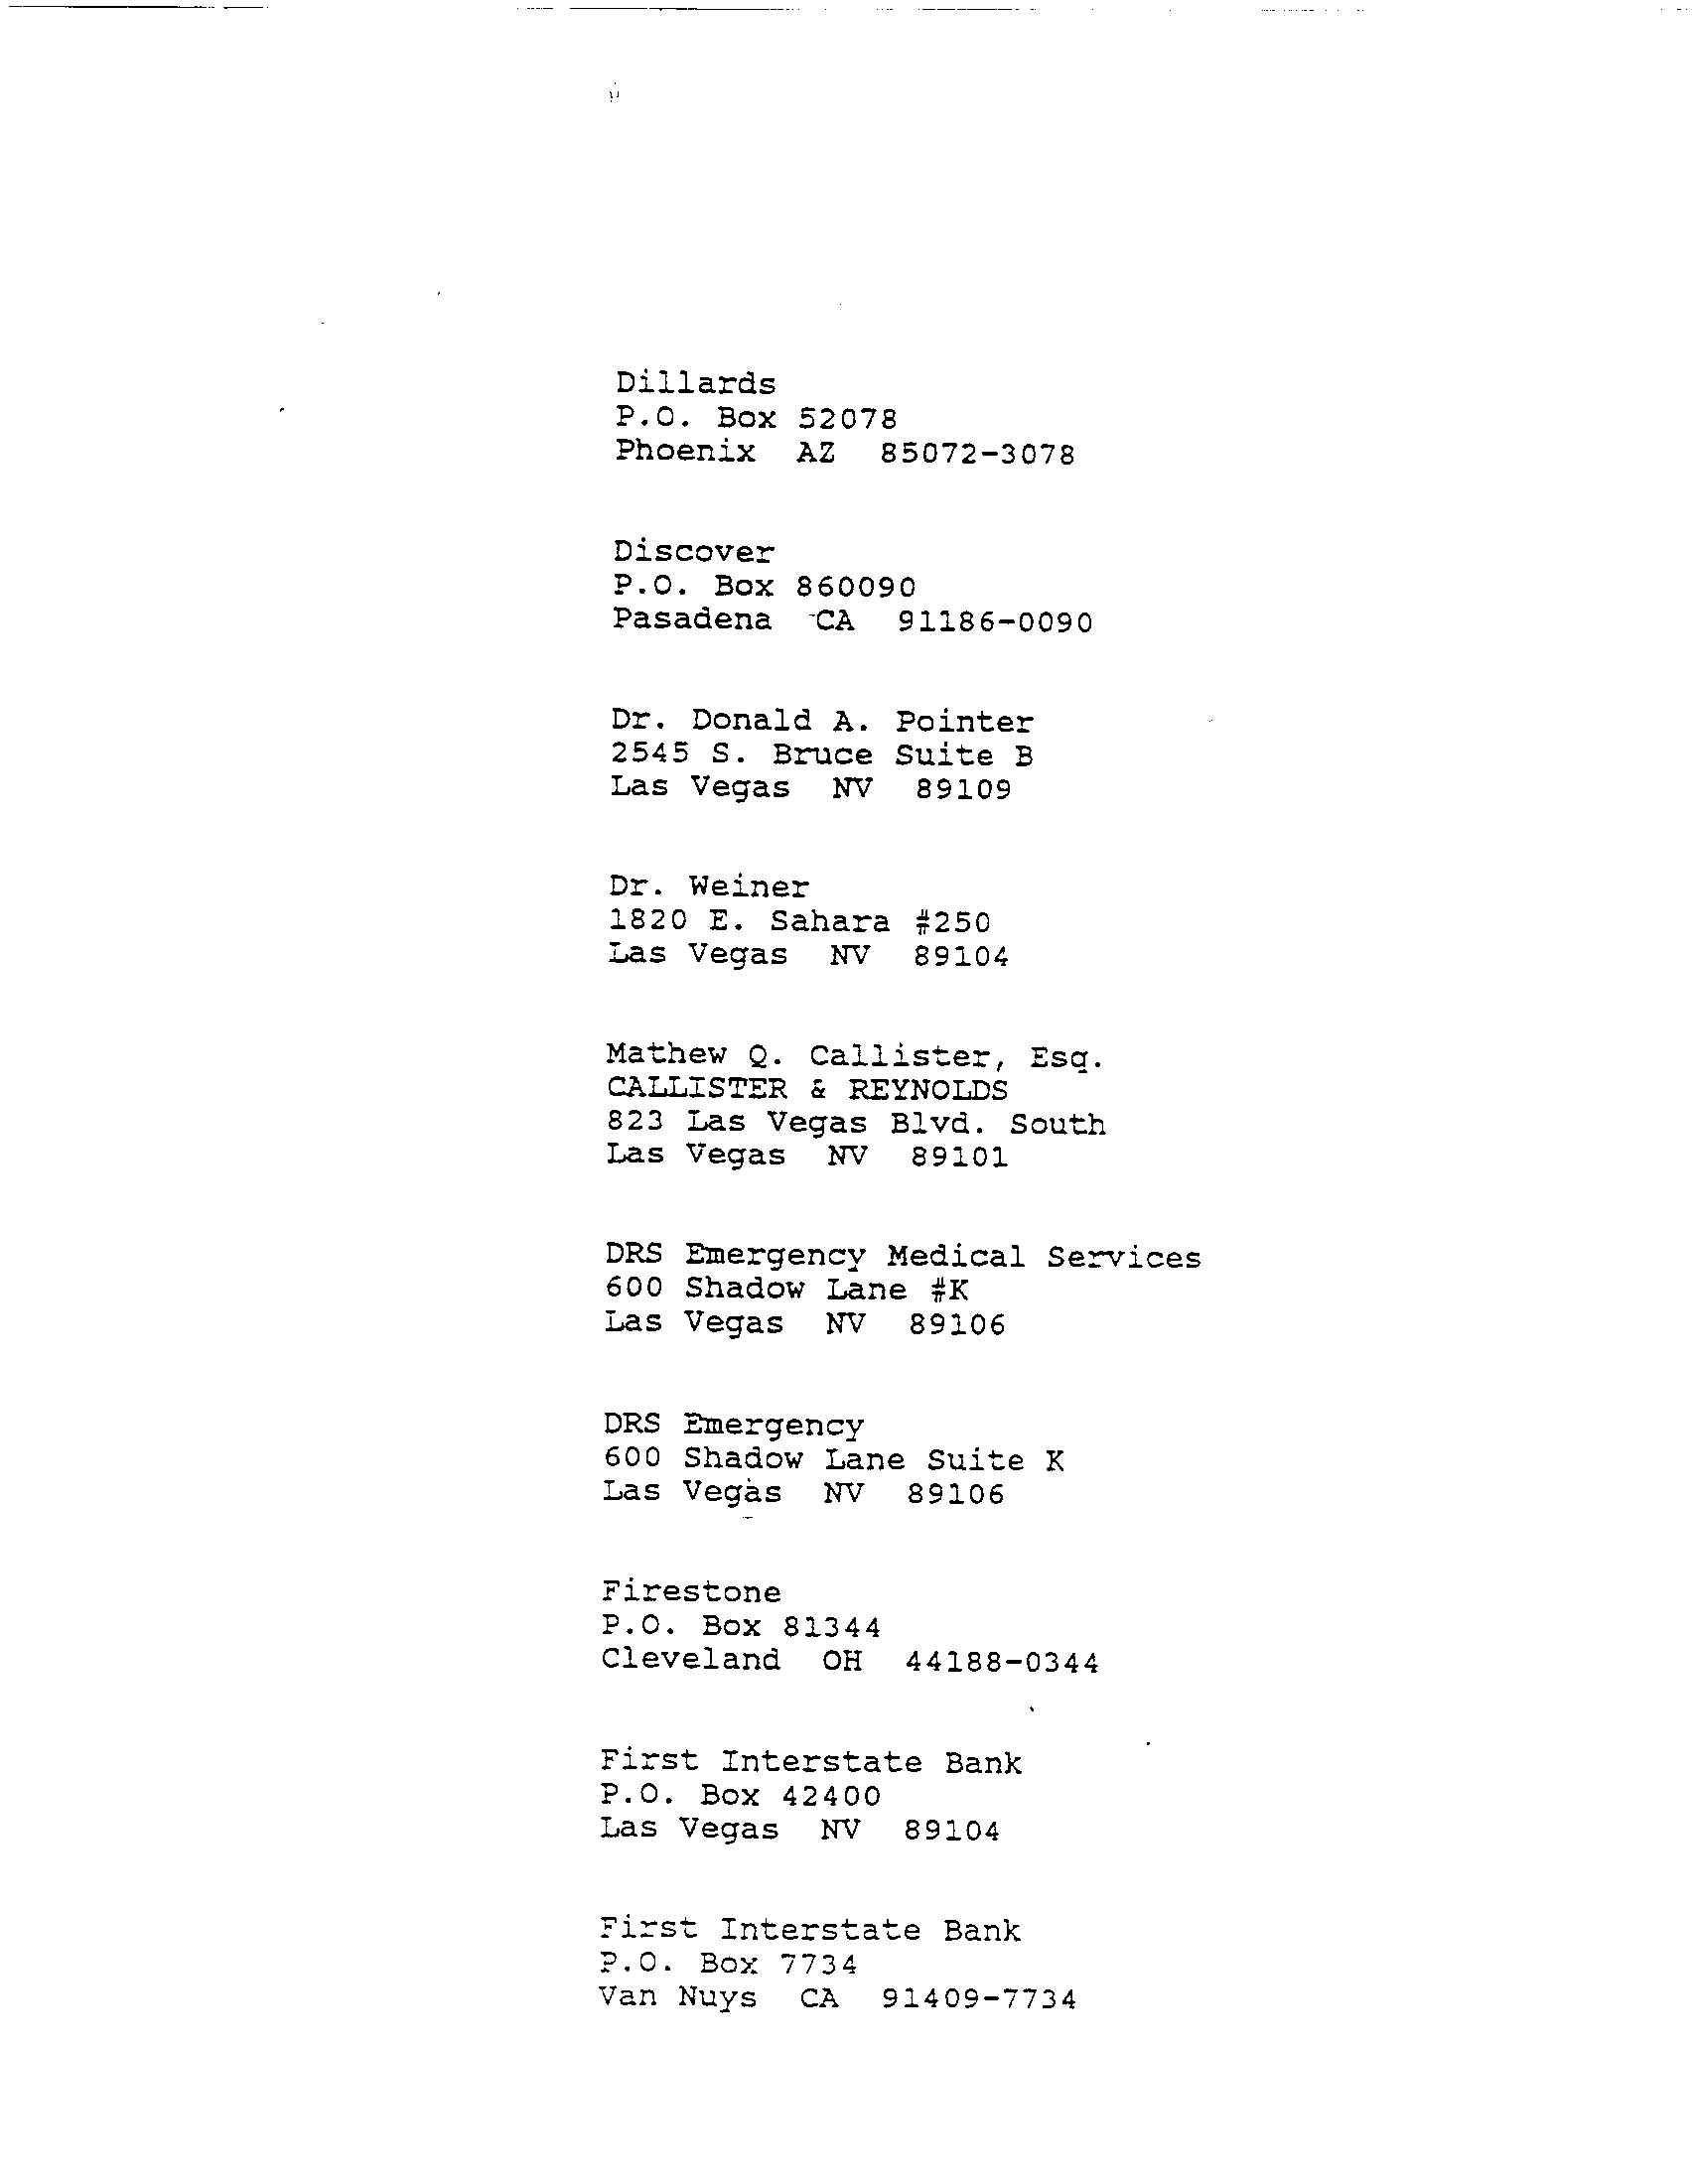 Dillards
P.O. Box 52078
Phoenix AZ 85072-3078
Discover
P.O. Box 860090
Pasadena CA 91186-0090
Dr. Donald A. Pointer
2545 S. Bruce Suite B
Las Vegas NV 89109
Dr. Weiner
1820 E. Sahara #250
Las Vegas NV 89104
Mathew Q. Callister, Esq.
CALLISTER & REYNOLDS
823 Las Vegas Blvd. South
Las Vegas NV 89101
DRS Emergency Medical Services
600 Shadow Lane #K
Las Vegas NV 89106
DRS Emergency
600 Shadow Lane Suite K
Las Vegas NV 89106
Firestone
P.O. Box 81344
Cleveland OH 44188-0344
First Interstate Bank
P.O. Box 42400
Las Vegas NV 89104
First Interstate Bank
P.O. Box 7734
Van Nuys CA 91409-7734